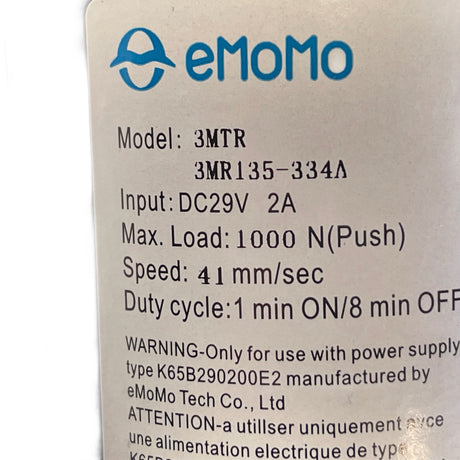 eMoMo
Model: 3MTR
3MR135-334A
Input: DC29V 2A
Max. Load: 1000 N(Push)
Speed: 41 mm/sec
Duty cycle:1 min ON/8 min OFF
WARNING-Only for use with power supply
type K65B290200E2 manufactured by
eMoMo Tech Co., Ltd
ATTENTION-a utillser uniquement avce
une alimentation electrique de type